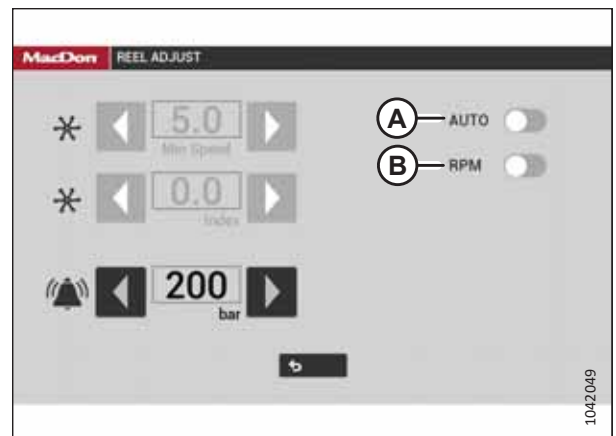 MacDon REEL ADJUST
5.0
Min Speed
0.0
Index
200
bar
A AUTO
B RPM
1042049